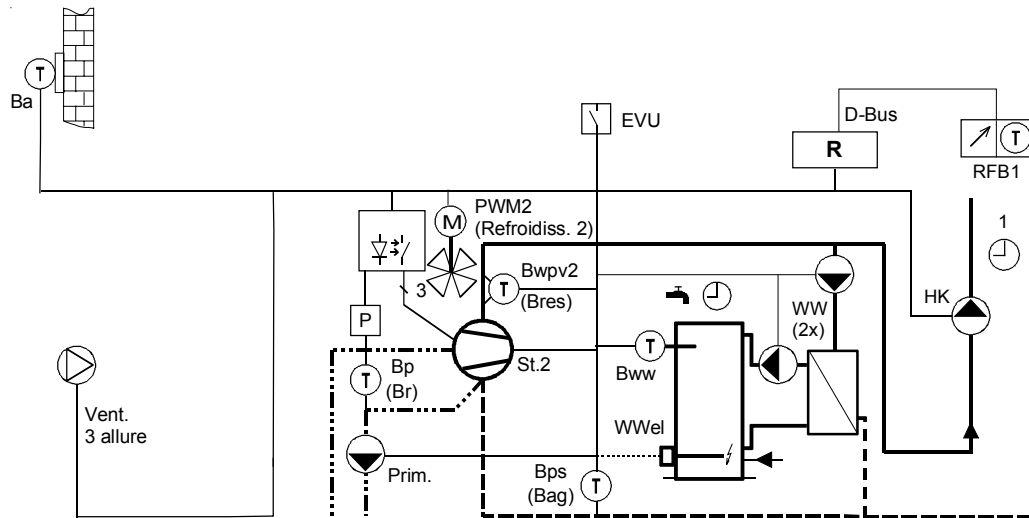 T
Ba
EVU
D-Bus
R
T
RFB1
M
PWM2
(Refroidiss. 2)
1
3
T
Bwpv2
(Bres)
WW
(2x)
HK
P
St.2
T
Bww
T
Bp
(Br)
Vent.
3 allure
WWel
Prim.
Bps
(Bag)
T